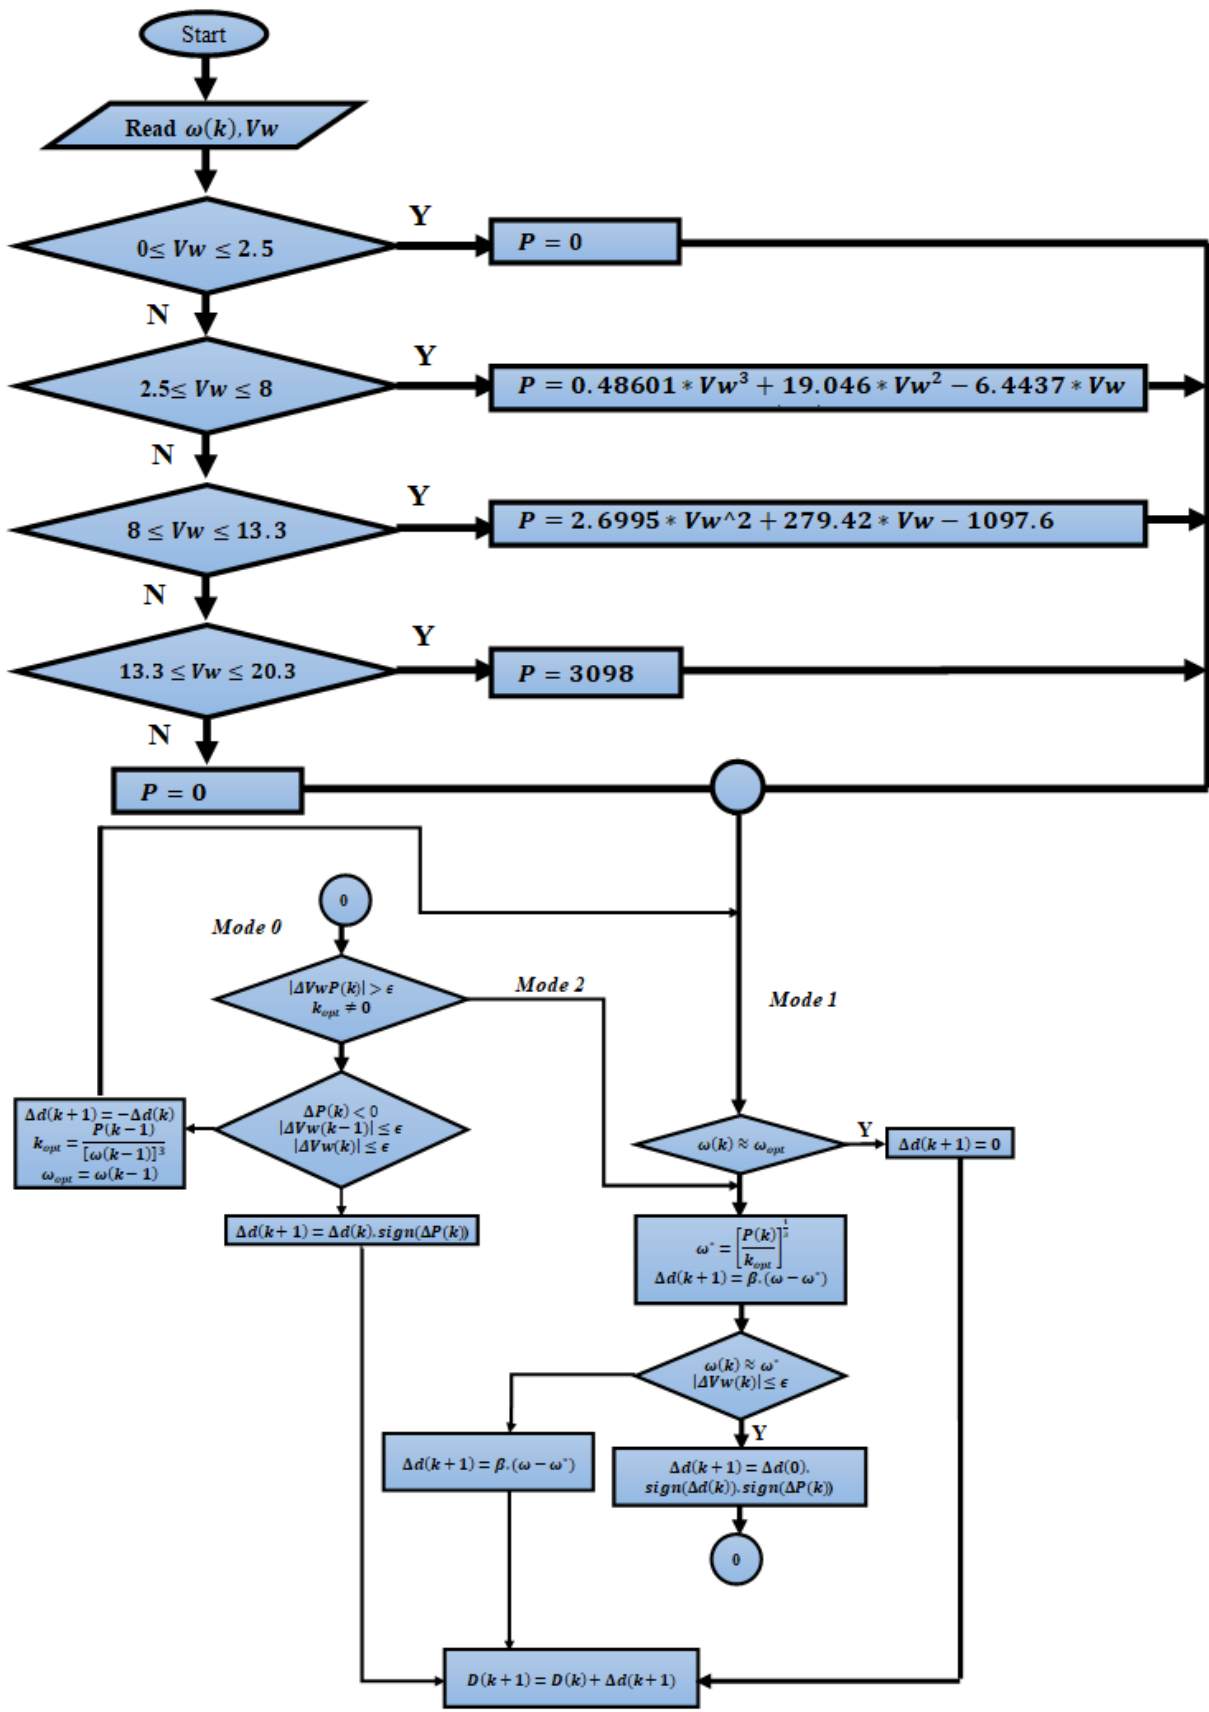 Start
Read ω(k),Vw
0≤ Vw ≤ 2.5
Y
P = 0
N
2.5≤ Vw ≤ 8
Y
P = 0.48601 * Vw³ + 19.046 * Vw² − 6.4437 * Vw
N
8 ≤ Vw ≤ 13.3
Y
P = 2.6995 * Vw^2 + 279.42 * Vw − 1097.6
N
13.3 ≤ Vw ≤ 20.3
Y
P = 3098
N
P = 0
0
Mode 0
|ΔVwP(k)| > ϵ
k_opt ≠ 0
Mode 2
Mode 1
ΔP(k) < 0
|ΔVw(k−1)| ≤ ϵ
|ΔVw(k)| ≤ ϵ
Δd(k+1) = −Δd(k)
k_opt = P(k−1) / [ω(k−1)]³
ω_opt = ω(k−1)
ω(k) ≈ ω_opt
Y
Δd(k+1) = 0
Δd(k+1) = Δd(k).sign(ΔP(k))
ω* = [P(k) / k_opt]^
Δd(k+1) = β.(ω − ω*)
ω(k) ≈ ω*
|ΔVw(k)| ≤ ϵ
Y
Δd(k+1) = β.(ω − ω*)
Δd(k+1) = Δd(0).
sign(Δd(k)).sign(ΔP(k))
0
D(k+1) = D(k) + Δd(k+1)